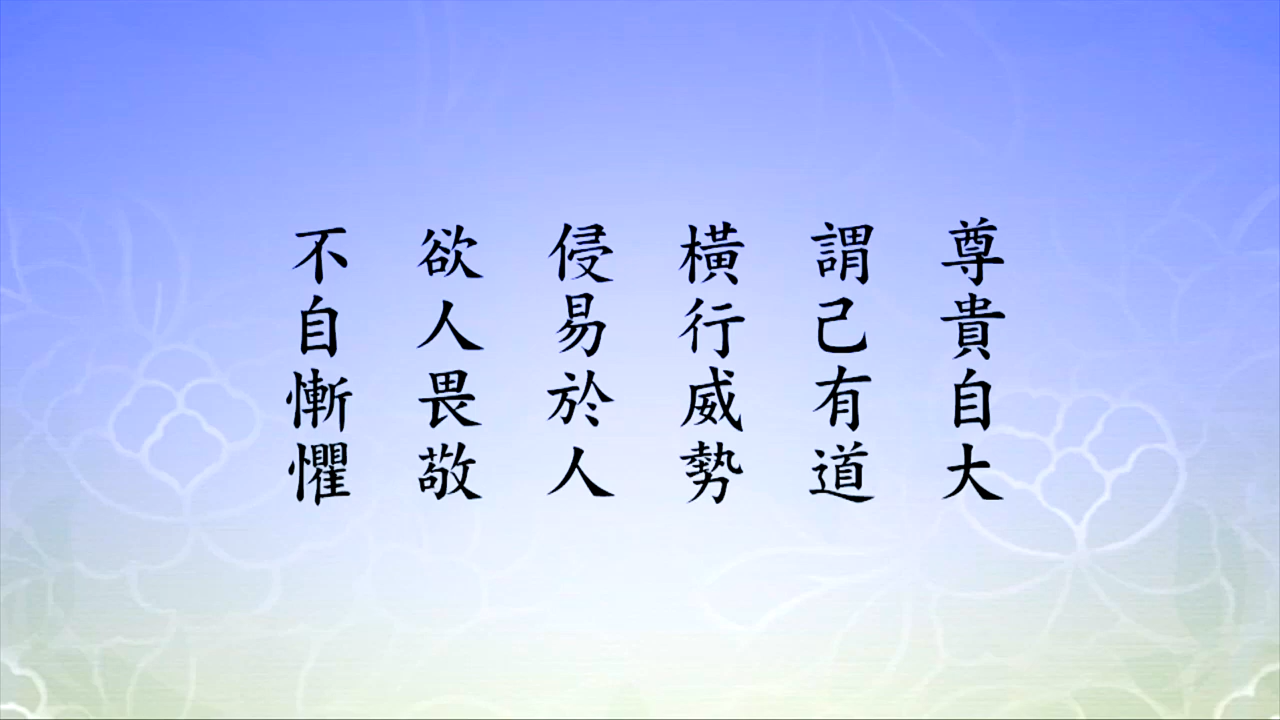 尊貴自大
謂己有道
橫行威勢
侵易於人
欲人畏敬
不自慚懼